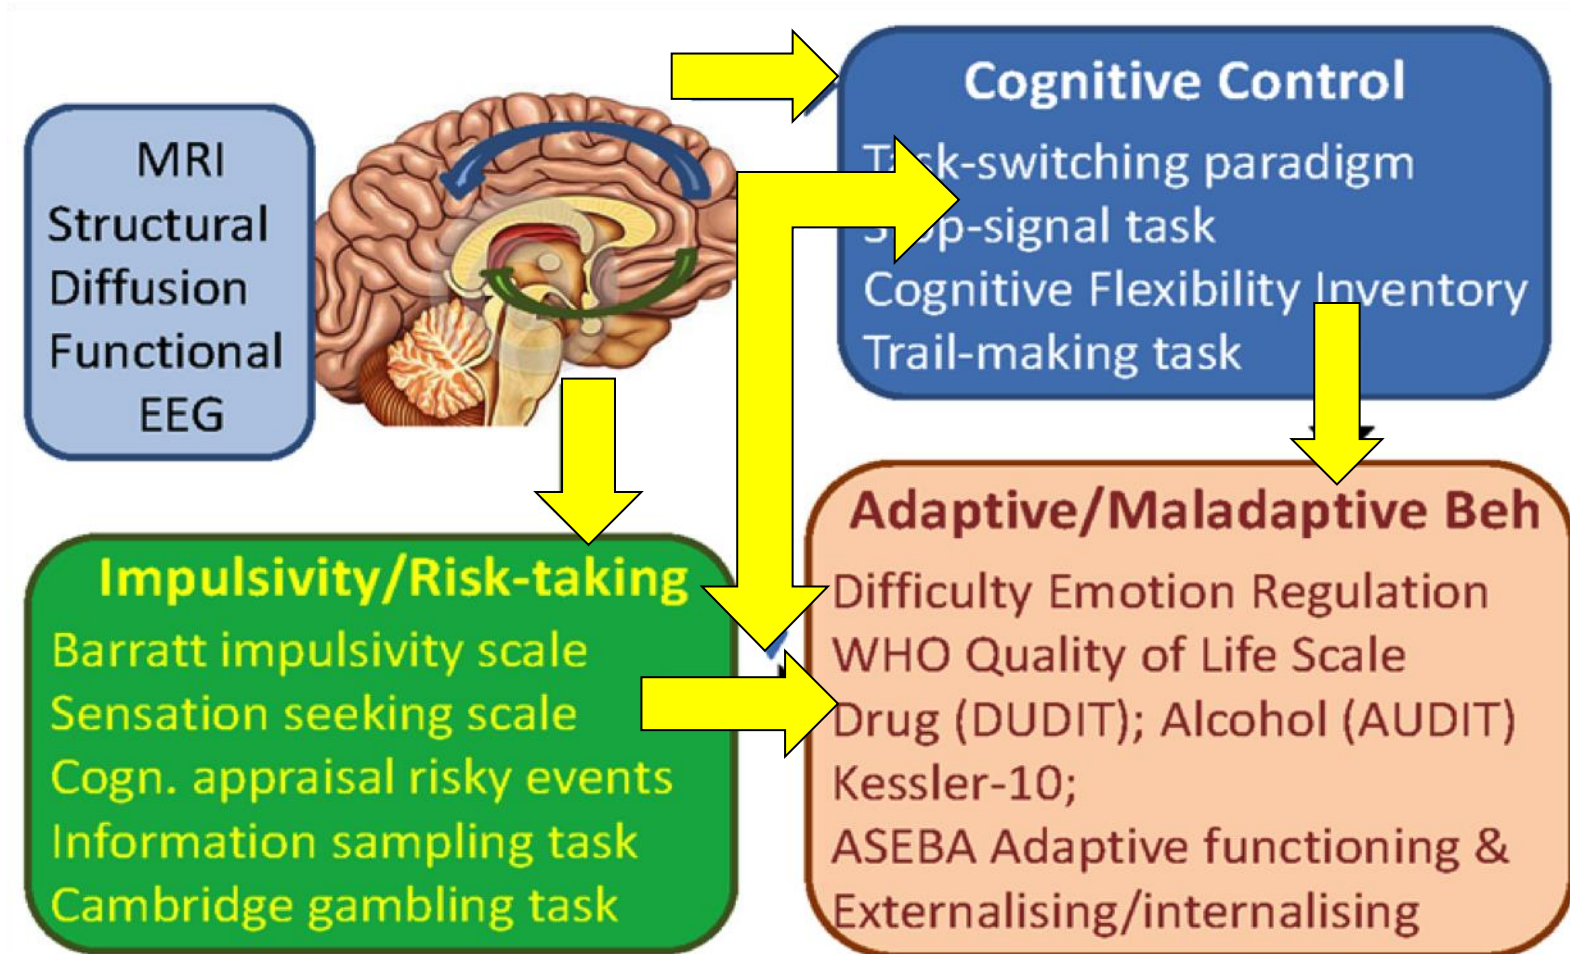 MRI
Structural
Diffusion
Functional
EEG
Cognitive Control
Task-switching paradigm
Stop-signal task
Cognitive Flexibility Inventory
Trail-making task
Impulsivity/Risk-taking
Barratt impulsivity scale
Sensation seeking scale
Cogn. appraisal risky events
Information sampling task
Cambridge gambling task
Adaptive/Maladaptive Beh
Difficulty Emotion Regulation
WHO Quality of Life Scale
Drug (DUDIT); Alcohol (AUDIT)
Kessler-10;
ASEBA Adaptive functioning &
Externalising/internalising